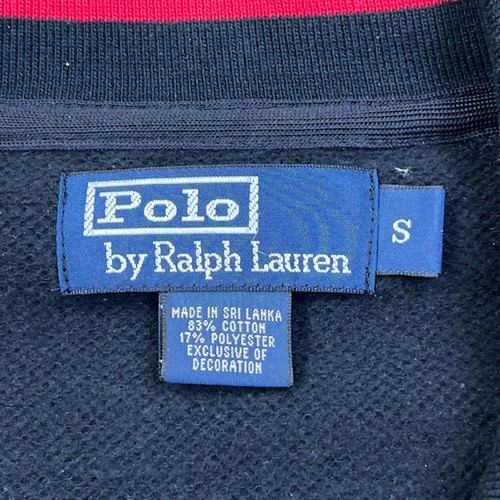 Polo
by Ralph Lauren
S
MADE IN SRI LANKA
83% COTTON
17% POLYESTER
EXCLUSIVE OF
DECORATION